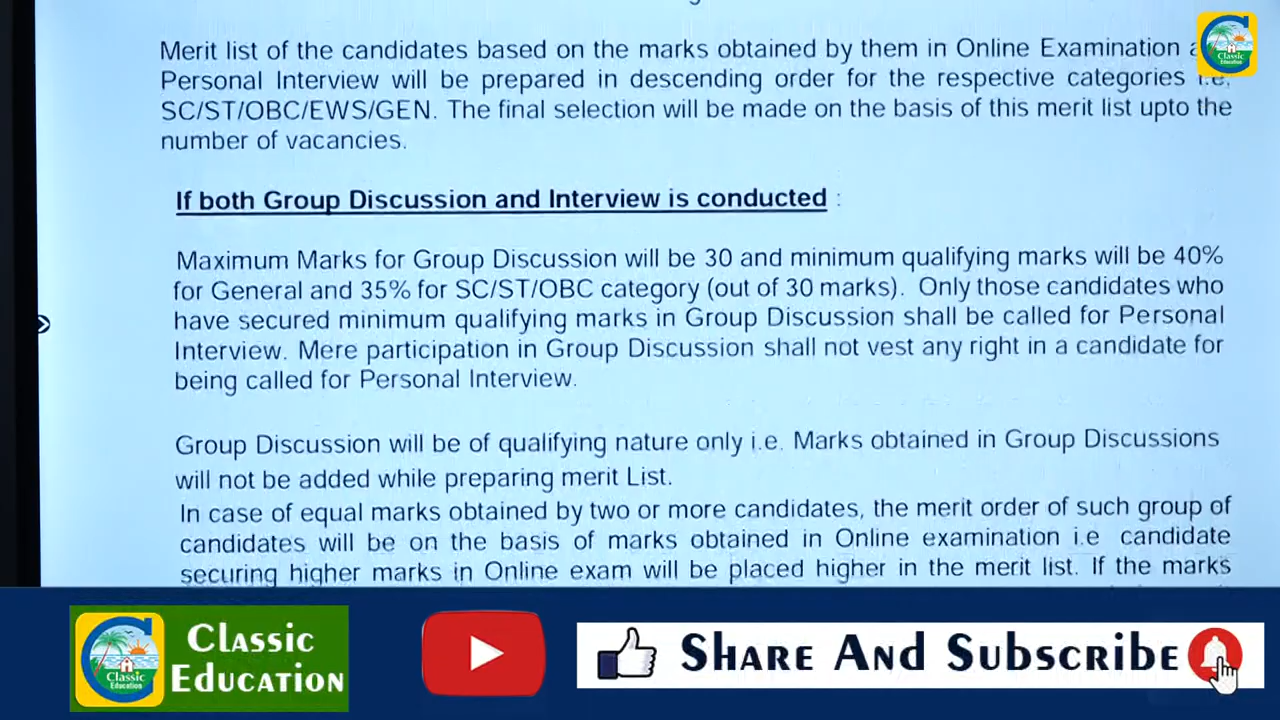 Merit list of the candidates based on the marks obtained by them in Online Examination
Personal Interview will be prepared in descending order for the respective categories i.e.
SC/ST/OBC/EWS/GEN. The final selection will be made on the basis of this merit list upto the
number of vacancies.
If both Group Discussion and Interview is conducted :
Maximum Marks for Group Discussion will be 30 and minimum qualifying marks will be 40%
for General and 35% for SC/ST/OBC category (out of 30 marks). Only those candidates who
have secured minimum qualifying marks in Group Discussion shall be called for Personal
Interview. Mere participation in Group Discussion shall not vest any right in a candidate for
being called for Personal Interview.
Group Discussion will be of qualifying nature only i.e. Marks obtained in Group Discussions
will not be added while preparing merit List.
In case of equal marks obtained by two or more candidates, the merit order of such group of
candidates will be on the basis of marks obtained in Online examination i.e candidate
securing higher marks in Online exam will be placed higher in the merit list. If the marks
Classic
Education
Classic
Education
Classic
Education
Share And Subscribe